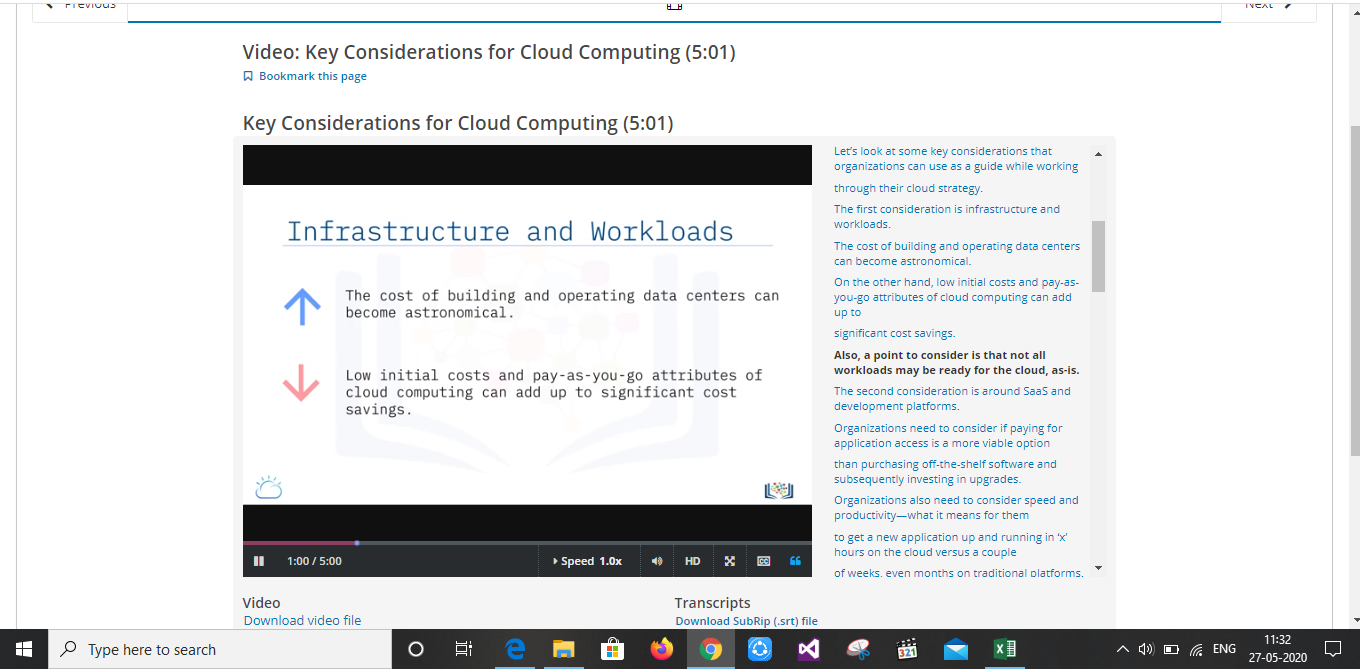 Previous
Next
Video: Key Considerations for Cloud Computing (5:01)
Bookmark this page
Key Considerations for Cloud Computing (5:01)
Infrastructure and Workloads
The cost of building and operating data centers can
become astronomical.
Low initial costs and pay-as-you-go attributes of
cloud computing can add up to significant cost
savings.
1:00 / 5:00
Speed 1.0x
HD
CC
Let's look at some key considerations that
organizations can use as a guide while working
through their cloud strategy.
The first consideration is infrastructure and
workloads.
The cost of building and operating data centers
can become astronomical.
On the other hand, low initial costs and pay-as-
you-go attributes of cloud computing can add
up to
significant cost savings.
Also, a point to consider is that not all
workloads may be ready for the cloud, as-is.
The second consideration is around SaaS and
development platforms.
Organizations need to consider if paying for
application access is a more viable option
than purchasing off-the-shelf software and
subsequently investing in upgrades.
Organizations also need to consider speed and
productivity—what it means for them
to get a new application up and running in ‘x’
hours on the cloud versus a couple
of weeks, even months on traditional platforms.
Video
Download video file
Transcripts
Download SubRip (.srt) file
Type here to search
321
ENG
11:32
27-05-2020